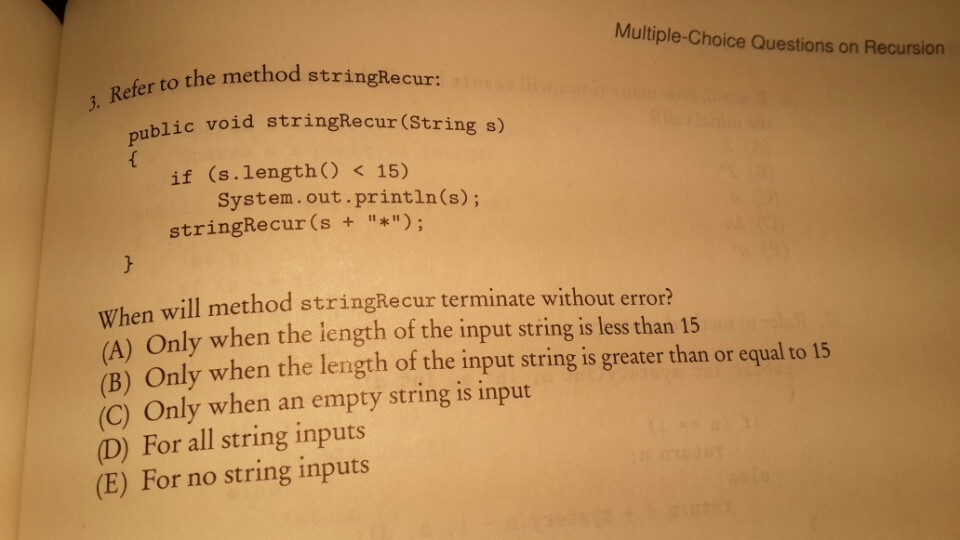 Multiple-Choice Questions on Recursion
3. Refer to the method stringRecur:
public void stringRecur(String s)
{
if (s.length() < 15)
System.out.println(s);
stringRecur(s + "*");
}
When will method stringRecur terminate without error?
(A) Only when the length of the input string is less than 15
(B) Only when the length of the input string is greater than or equal to 15
(C) Only when an empty string is input
(D) For all string inputs
(E) For no string inputs